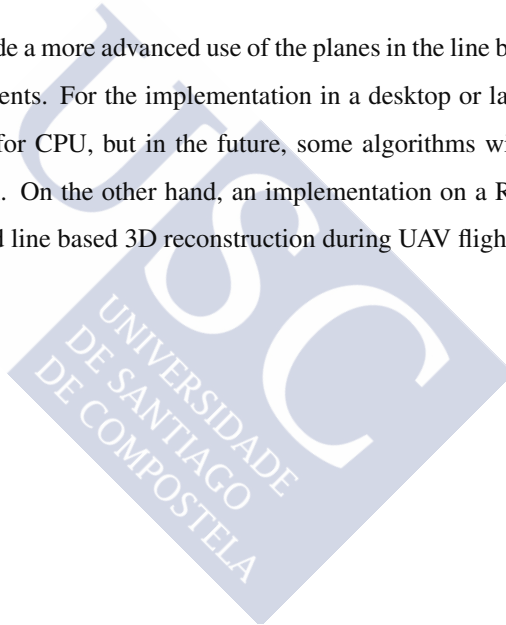 de a more advanced use of the planes in the line b
ents. For the implementation in a desktop or la
for CPU, but in the future, some algorithms wi
. On the other hand, an implementation on a R
d line based 3D reconstruction during UAV fligh
USC
UNIVERSIDADE
DE SANTIAGO
DE COMPOSTELA